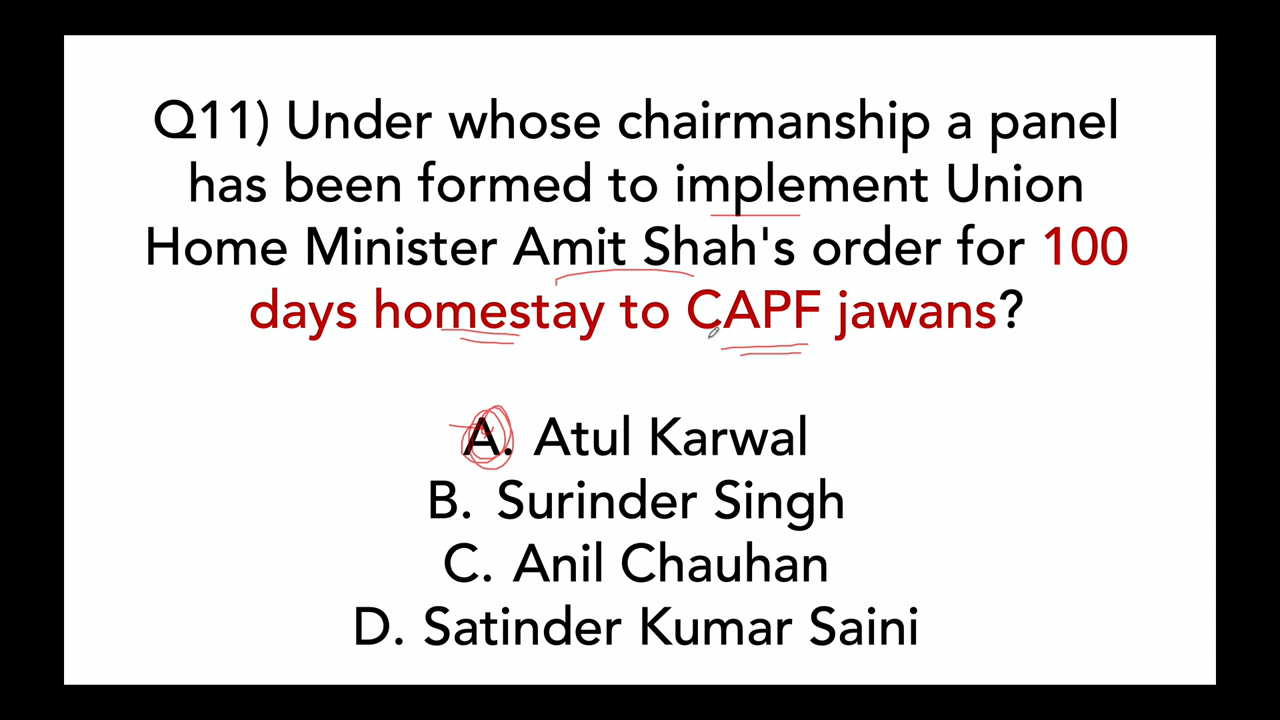 Q11) Under whose chairmanship a panel
has been formed to implement Union
Home Minister Amit Shah's order for 100
days homestay to CAPF jawans?
A. Atul Karwal
B. Surinder Singh
C. Anil Chauhan
D. Satinder Kumar Saini